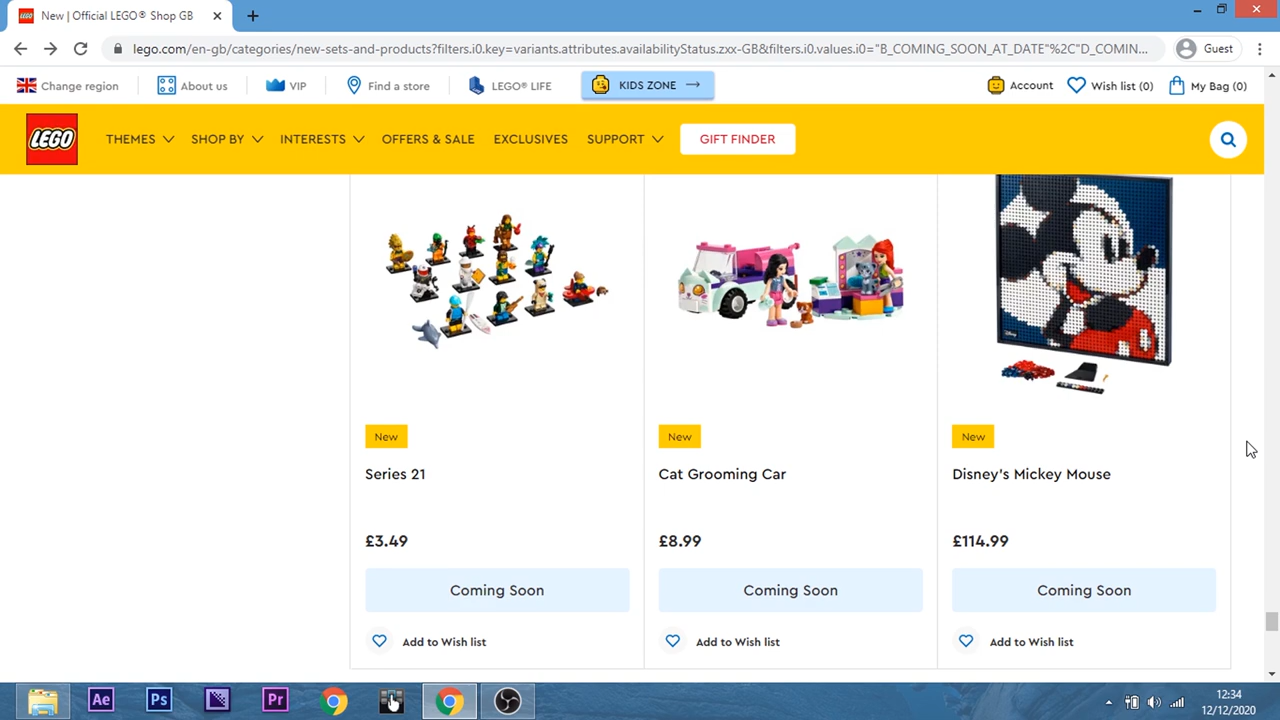 New | Official LEGO® Shop GB
lego.com/en-gb/categories/new-sets-and-products?filters.i0.key=variants.attributes.availabilityStatus.zxx-GB&filters.i0.values.i0="B_COMING_SOON_AT_DATE"%2C"D_COMIN...
Guest
Change region
About us
VIP
Find a store
LEGO® LIFE
KIDS ZONE
Account
Wish list (0)
My Bag (0)
LEGO
THEMES
SHOP BY
INTERESTS
OFFERS & SALE
EXCLUSIVES
SUPPORT
GIFT FINDER
New
Series 21
£3.49
Coming Soon
Add to Wish list
New
Cat Grooming Car
£8.99
Coming Soon
Add to Wish list
New
Disney's Mickey Mouse
£114.99
Coming Soon
Add to Wish list
Ae
Ps
Pr
12:34
12/12/2020